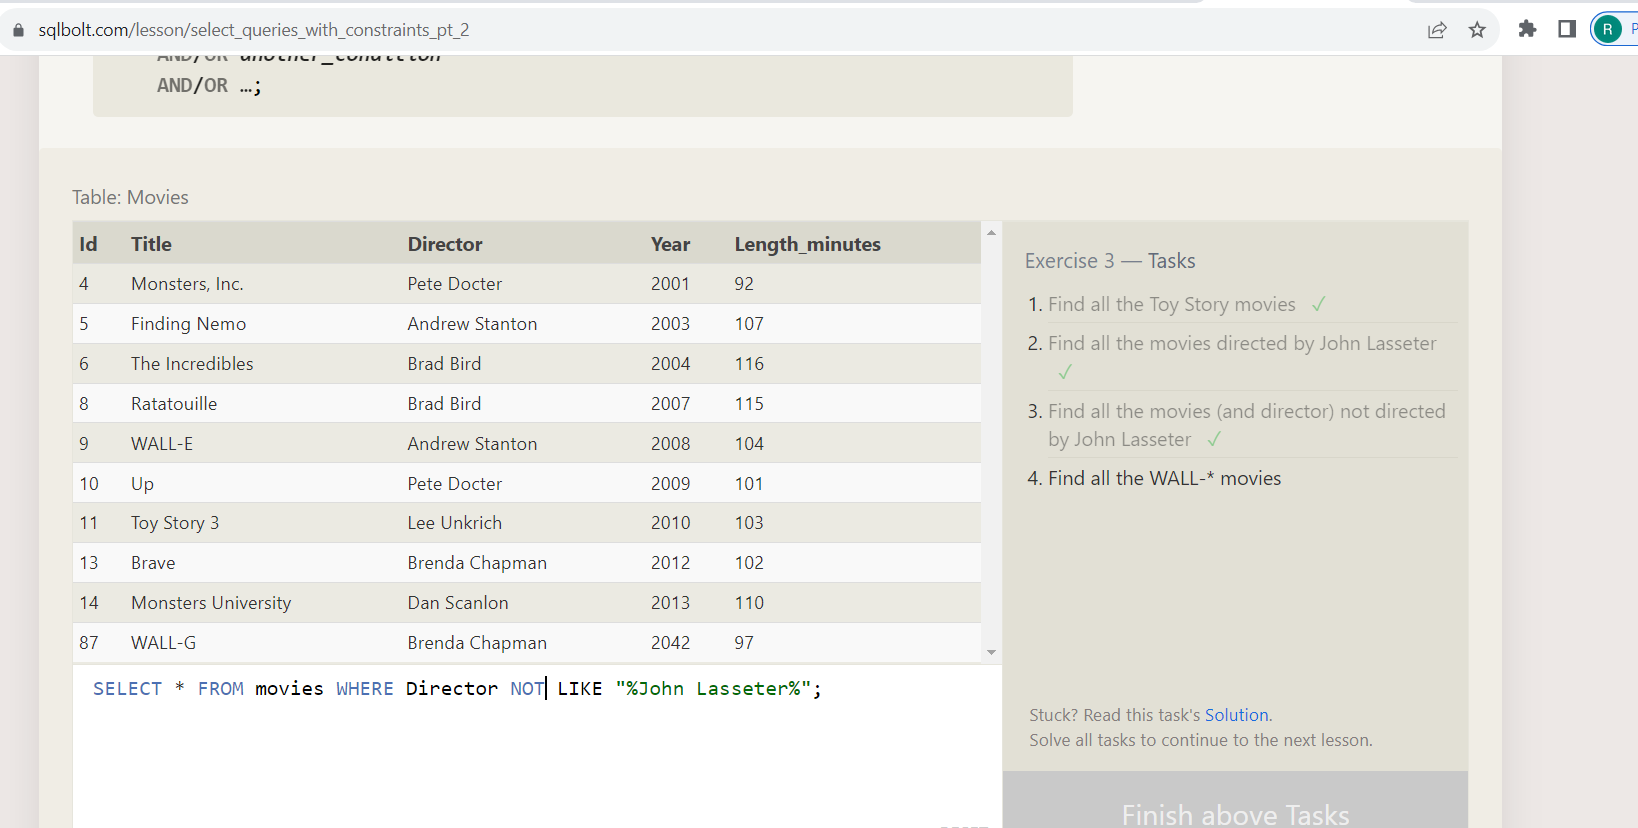 sqlbolt.com/lesson/select_queries_with_constraints_pt_2
R
AND/OR another_condition
AND/OR …;
Table: Movies
Id Title Director Year Length_minutes
4 Monsters, Inc. Pete Docter 2001 92
5 Finding Nemo Andrew Stanton 2003 107
6 The Incredibles Brad Bird 2004 116
8 Ratatouille Brad Bird 2007 115
9 WALL-E Andrew Stanton 2008 104
10 Up Pete Docter 2009 101
11 Toy Story 3 Lee Unkrich 2010 103
13 Brave Brenda Chapman 2012 102
14 Monsters University Dan Scanlon 2013 110
87 WALL-G Brenda Chapman 2042 97
SELECT * FROM movies WHERE Director NOT LIKE "%John Lasseter%";
Exercise 3 — Tasks
1. Find all the Toy Story movies ✓
2. Find all the movies directed by John Lasseter
✓
3. Find all the movies (and director) not directed
by John Lasseter ✓
4. Find all the WALL-* movies
Stuck? Read this task's Solution.
Solve all tasks to continue to the next lesson.
Finish above Tasks